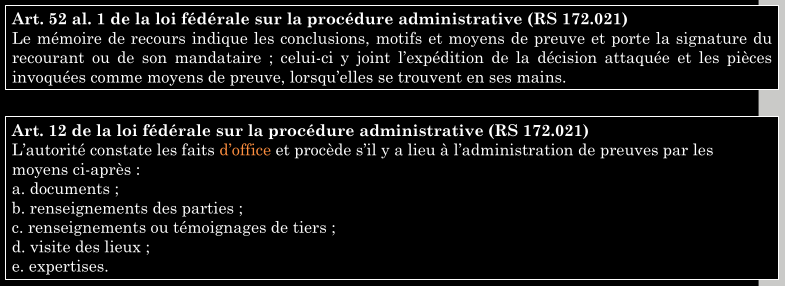 Art. 52 al. 1 de la loi fédérale sur la procédure administrative (RS 172.021)
Le mémoire de recours indique les conclusions, motifs et moyens de preuve et porte la signature du
recourant ou de son mandataire ; celui-ci y joint l'expédition de la décision attaquée et les pièces
invoquées comme moyens de preuve, lorsqu'elles se trouvent en ses mains.
Art. 12 de la loi fédérale sur la procédure administrative (RS 172.021)
L'autorité constate les faits d'office et procède s'il y a lieu à l'administration de preuves par les
moyens ci-après :
a. documents ;
b. renseignements des parties ;
c. renseignements ou témoignages de tiers ;
d. visite des lieux ;
e. expertises.